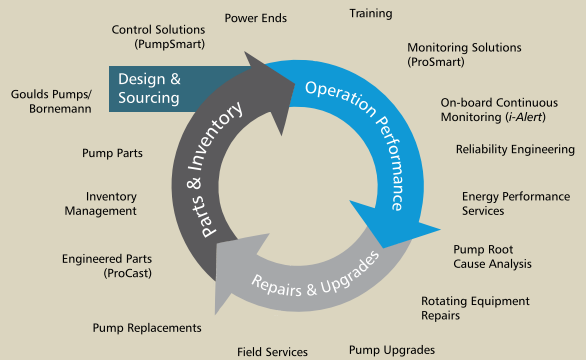 Power Ends
Training
Control Solutions
(PumpSmart)
Monitoring Solutions
(ProSmart)
Design &
Sourcing
Operation Performance
Goulds Pumps/
Bornemann
On-board Continuous
Monitoring (i-Alert)
Parts & Inventory
Pump Parts
Reliability Engineering
Inventory
Management
Energy Performance
Services
Engineered Parts
(ProCast)
Pump Root
Cause Analysis
Repairs & Upgrades
Rotating Equipment
Repairs
Pump Replacements
Field Services
Pump Upgrades